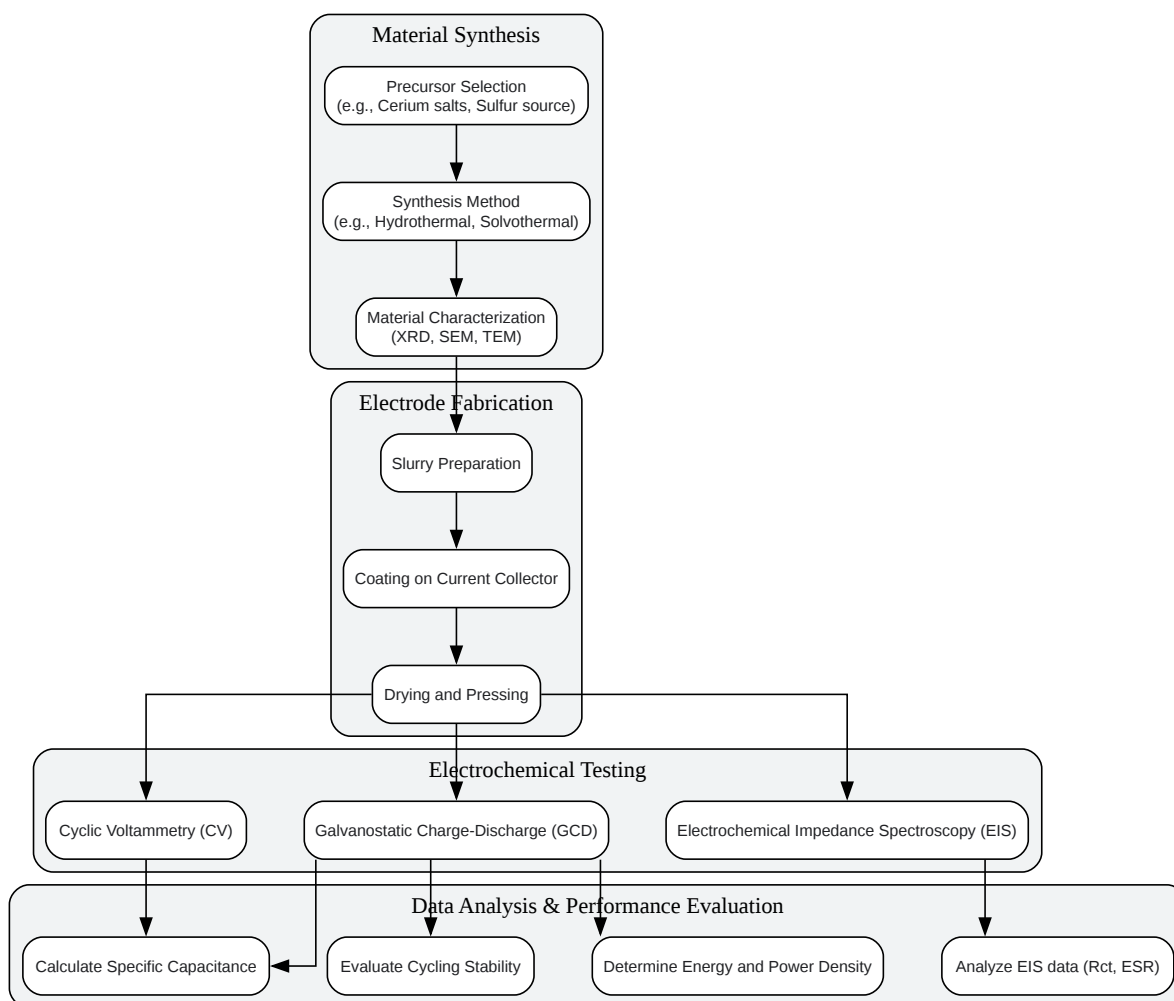 Material Synthesis
Precursor Selection
(e.g., Cerium salts, Sulfur source)
Synthesis Method
(e.g., Hydrothermal, Solvothermal)
Material Characterization
(XRD, SEM, TEM)
Electrode Fabrication
Slurry Preparation
Coating on Current Collector
Drying and Pressing
Electrochemical Testing
Cyclic Voltammetry (CV)
Galvanostatic Charge-Discharge (GCD)
Electrochemical Impedance Spectroscopy (EIS)
Data Analysis & Performance Evaluation
Calculate Specific Capacitance
Evaluate Cycling Stability
Determine Energy and Power Density
Analyze EIS data (Rct, ESR)